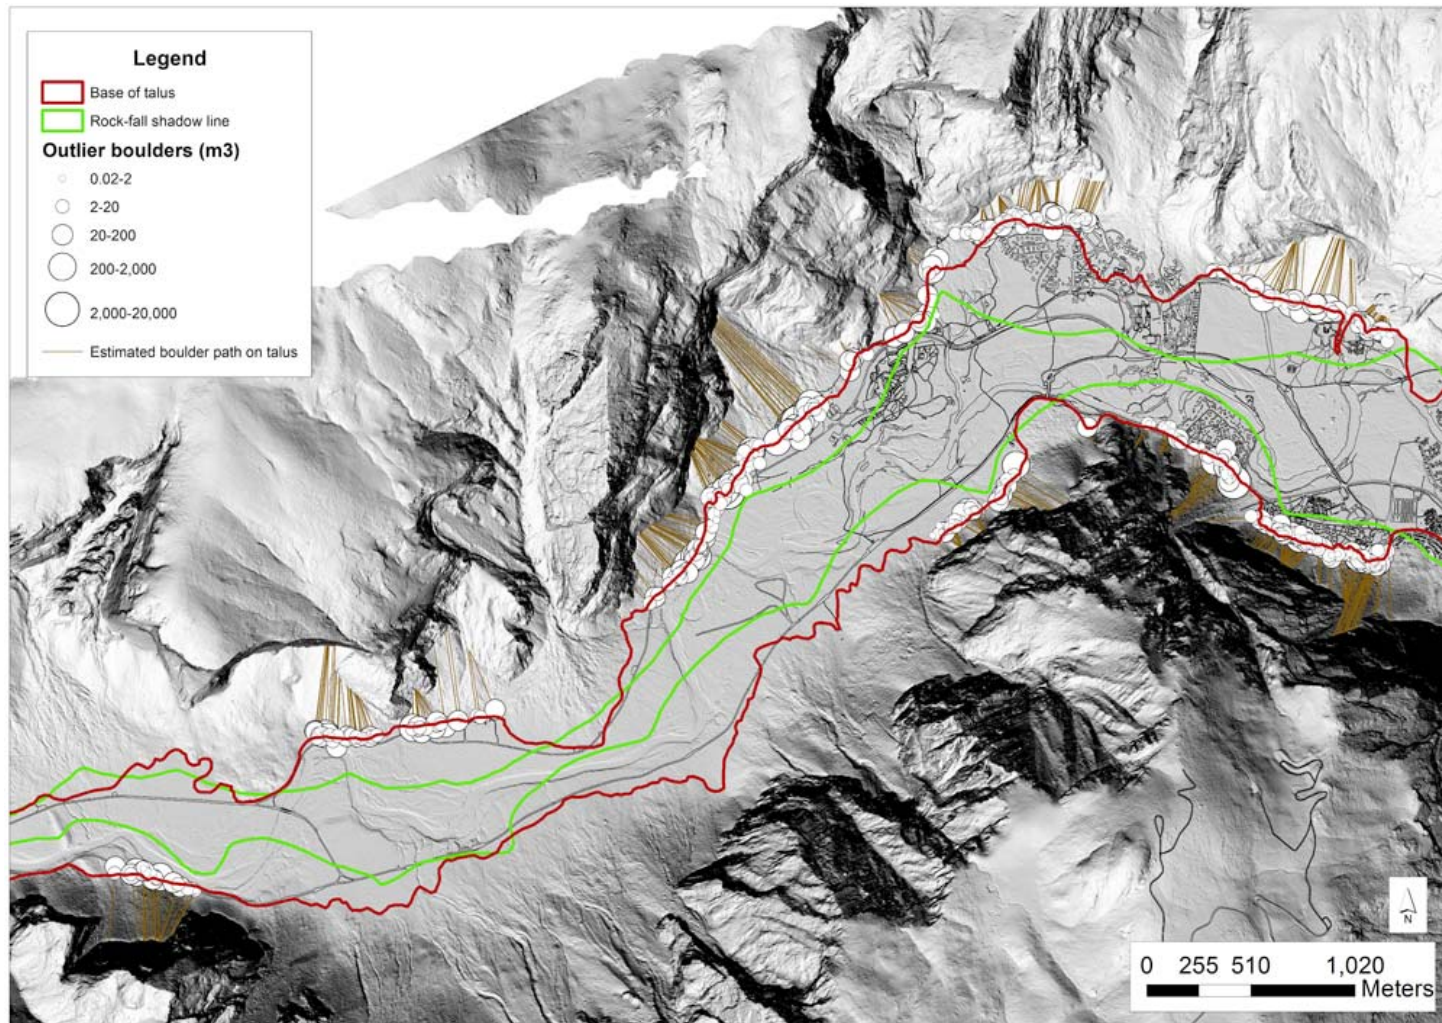 Legend
Base of talus
Rock-fall shadow line
Outlier boulders (m3)
0.02-2
2-20
20-200
200-2,000
2,000-20,000
Estimated boulder path on talus
N
0 255 510 1,020
Meters